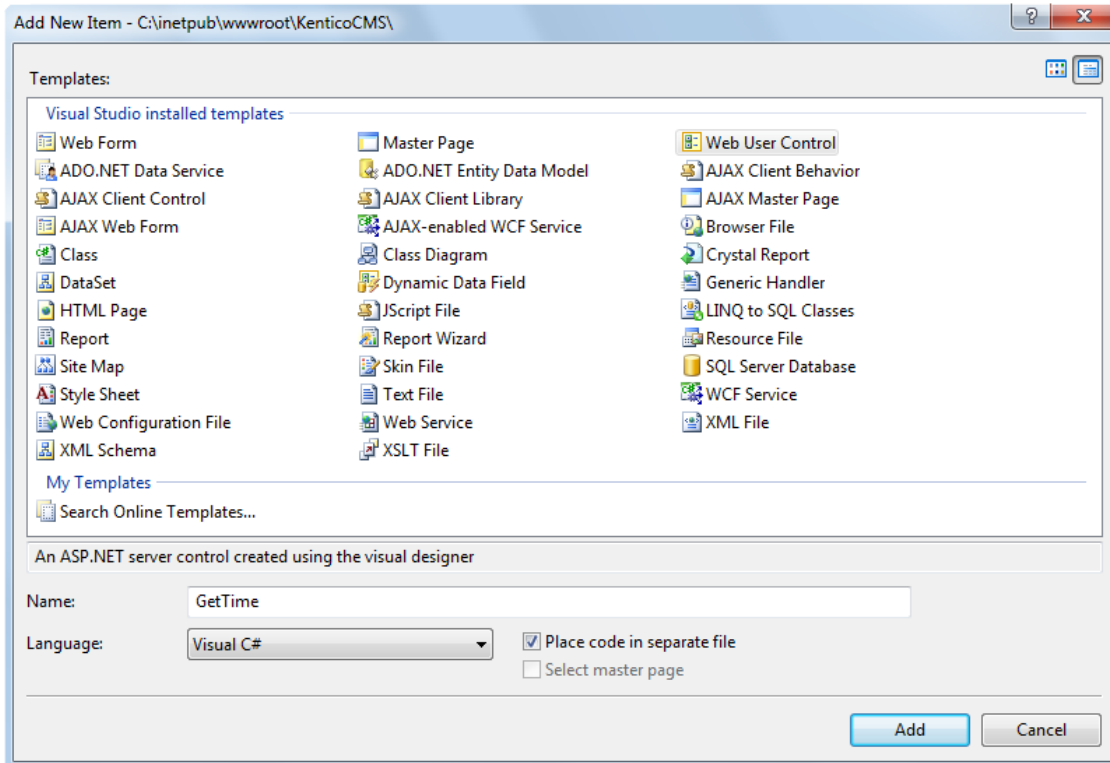 Add New Item - C:\inetpub\wwwroot\KenticoCMS\
Templates:
Visual Studio installed templates
Web Form Master Page Web User Control
ADO.NET Data Service ADO.NET Entity Data Model AJAX Client Behavior
AJAX Client Control AJAX Client Library AJAX Master Page
AJAX Web Form AJAX-enabled WCF Service Browser File
Class Class Diagram Crystal Report
DataSet Dynamic Data Field Generic Handler
HTML Page JScript File LINQ to SQL Classes
Report Report Wizard Resource File
Site Map Skin File SQL Server Database
Style Sheet Text File WCF Service
Web Configuration File Web Service XML File
XML Schema XSLT File
My Templates
Search Online Templates...
An ASP.NET server control created using the visual designer
Name: GetTime
Language: Visual C# Place code in separate file
Select master page
Add Cancel